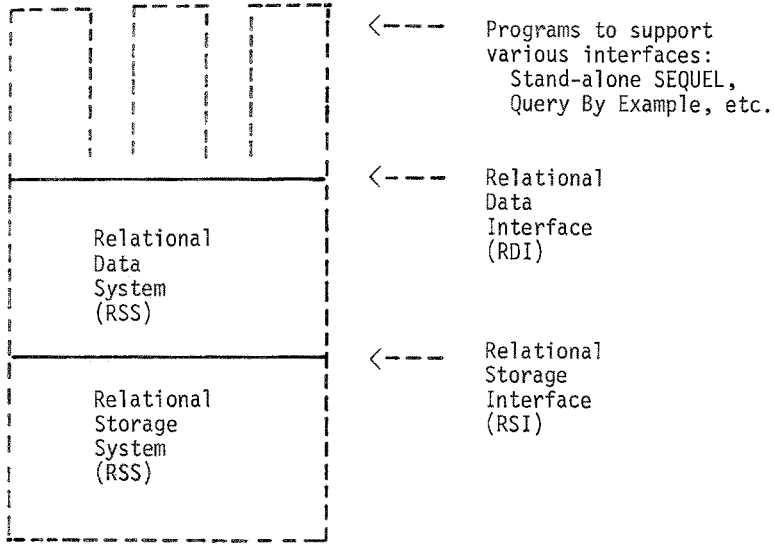 Programs to support
various interfaces:
Stand-alone SEQUEL,
Query By Example, etc.
Relational
Data
Interface
(RDI)
Relational
Data
System
(RSS)
Relational
Storage
Interface
(RSI)
Relational
Storage
System
(RSS)